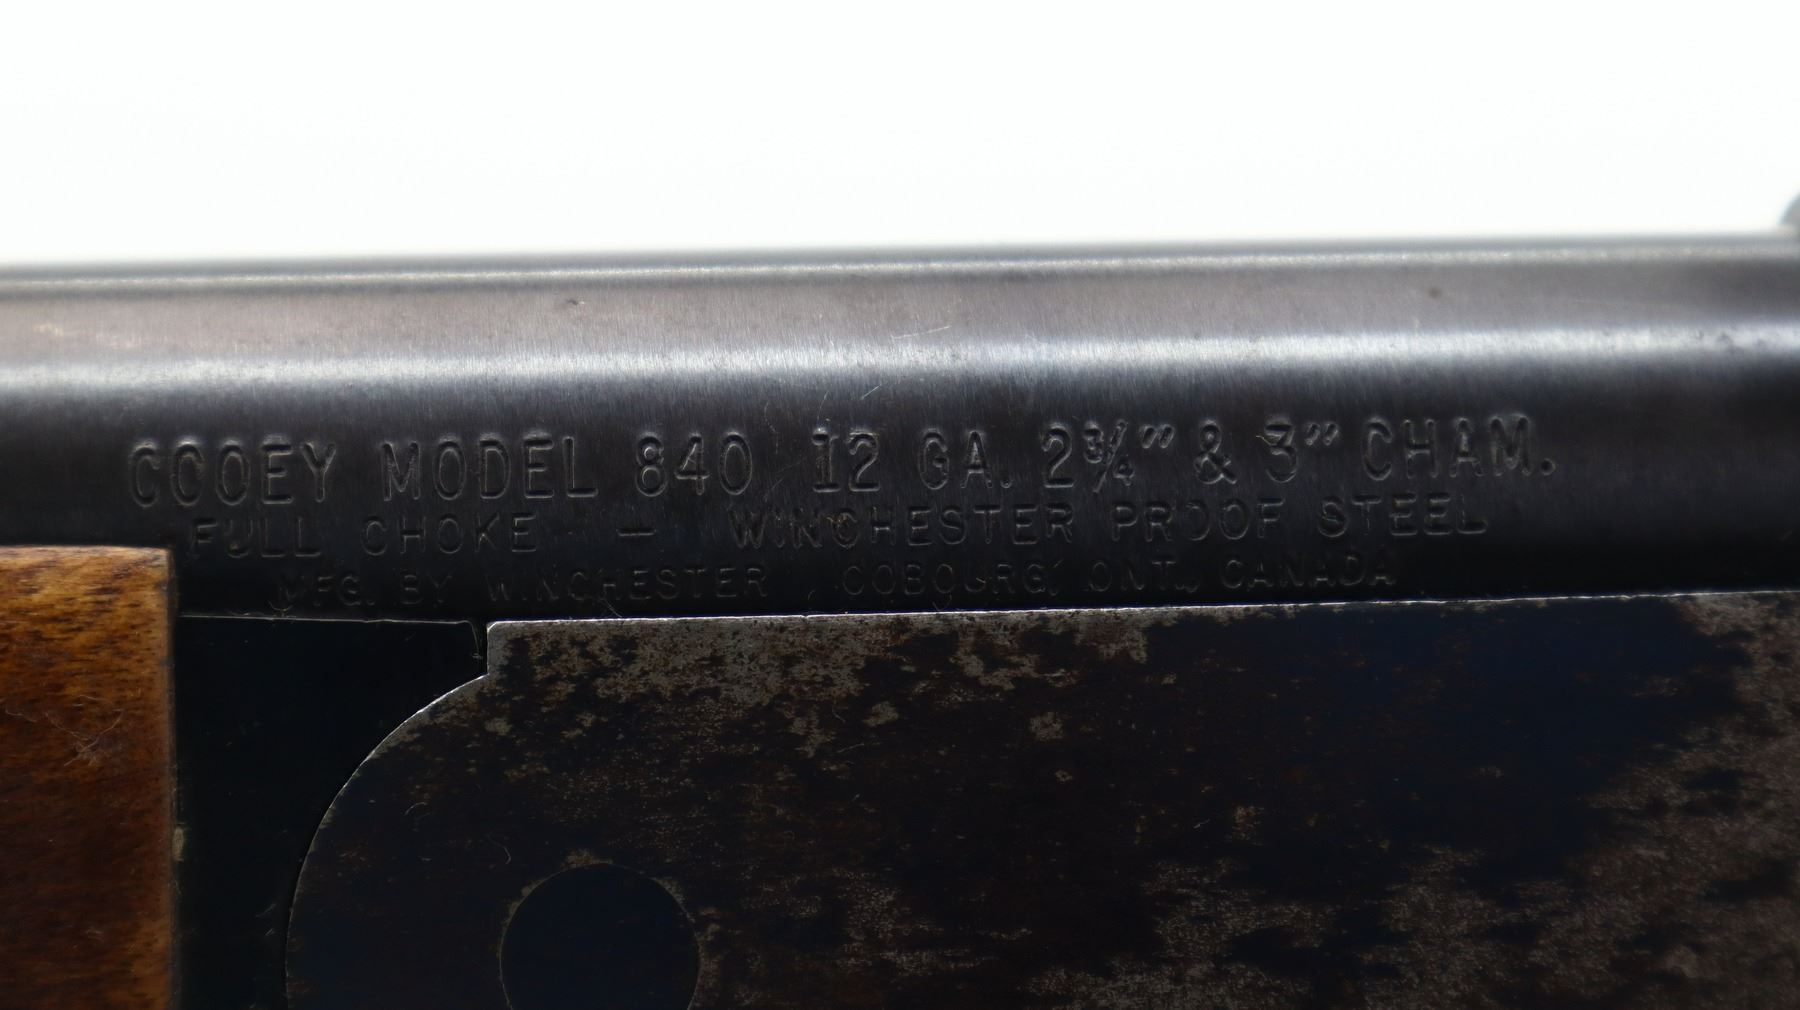 COOEY MODEL 840 12 GA. 2¾" & 3" CHAM.
FULL CHOKE — WINCHESTER PROOF STEEL
MFG. BY WINCHESTER COBOURG, ONT., CANADA